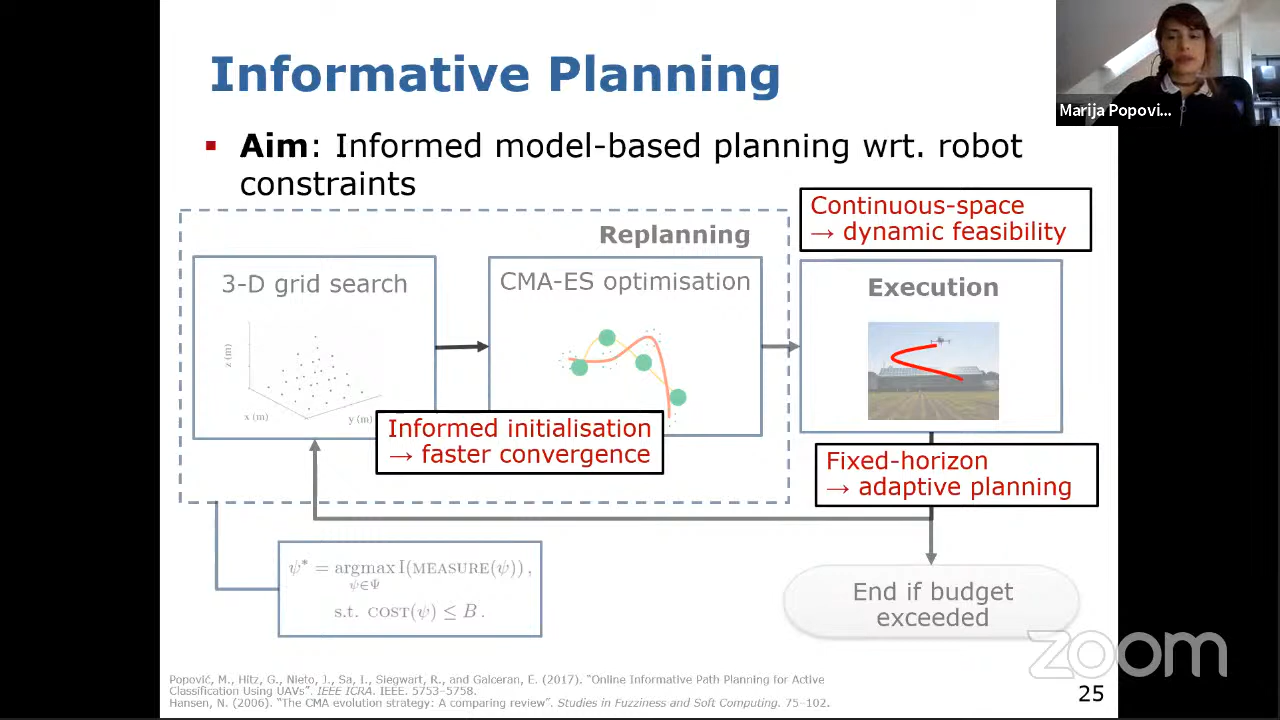 Informative Planning
Marija Popovi...
▪ Aim: Informed model-based planning wrt. robot
constraints
Continuous-space
→ dynamic feasibility
Replanning
3-D grid search
z (m)
x (m)
y (m)
CMA-ES optimisation
Execution
Informed initialisation
→ faster convergence
Fixed-horizon
→ adaptive planning
ψ* = argmax I(MEASURE(ψ)),
ψ∈Ψ
s.t. COST(ψ) ≤ B.
End if budget
exceeded
zoom
Popović, M., Hitz, G., Nieto, J., Sa, I., Siegwart, R., and Galceran, E. (2017). "Online Informative Path Planning for Active
Classification Using UAVs". IEEE ICRA. IEEE. 5753–5758.
Hansen, N. (2006). "The CMA evolution strategy: A comparing review". Studies in Fuzziness and Soft Computing. 75–102.
25